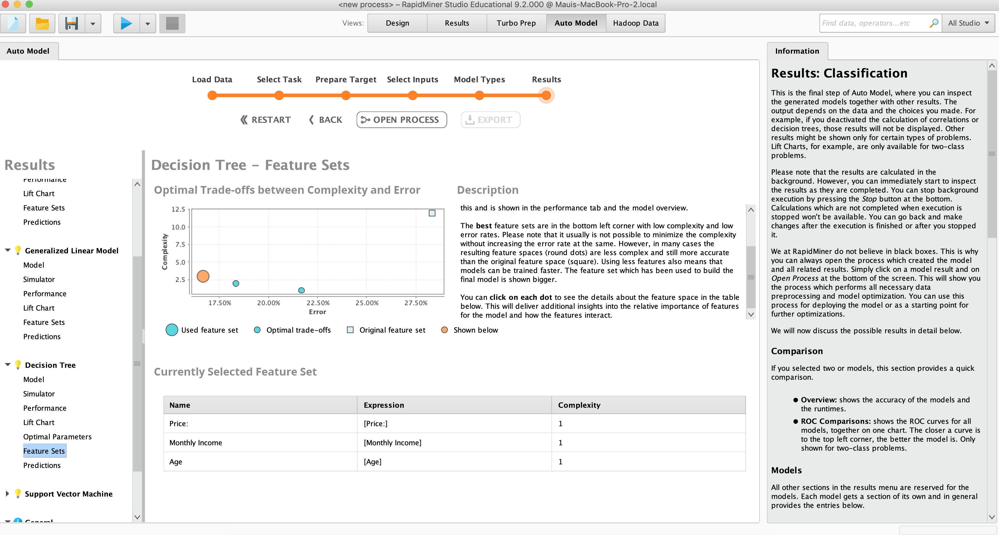 <new process> – RapidMiner Studio Educational 9.2.000 @ Mauis-MacBook-Pro-2.local
Views:
Design
Results
Turbo Prep
Auto Model
Hadoop Data
Find data, operators...etc
All Studio
Auto Model
Load Data
Select Task
Prepare Target
Select Inputs
Model Types
Results
RESTART
BACK
OPEN PROCESS
EXPORT
Results
Performance
Lift Chart
Feature Sets
Predictions
Generalized Linear Model
Model
Simulator
Performance
Lift Chart
Feature Sets
Predictions
Decision Tree
Model
Simulator
Performance
Lift Chart
Optimal Parameters
Feature Sets
Predictions
Support Vector Machine
General
Decision Tree – Feature Sets
Optimal Trade-offs between Complexity and Error
Complexity
12.5
10.0
7.5
5.0
2.5
17.50%
20.00%
22.50%
25.00%
27.50%
Error
Used feature set
Optimal trade-offs
Original feature set
Shown below
Description
this and is shown in the performance tab and the model overview.
The best feature sets are in the bottom left corner with low complexity and low
error rates. Please note that it usually is not possible to minimize the complexity
without increasing the error rate at the same. However, in many cases the
resulting feature spaces (round dots) are less complex and still more accurate
than the original feature space (square). Using less features also means that
models can be trained faster. The feature set which has been used to build the
final model is shown bigger.
You can click on each dot to see the details about the feature space in the table
below. This will deliver additional insights into the relative importance of features
for the model and how the features interact.
Currently Selected Feature Set
Name Expression Complexity
Price: [Price:] 1
Monthly Income [Monthly Income] 1
Age [Age] 1
Information
Results: Classification
This is the final step of Auto Model, where you can inspect
the generated models together with other results. The
output depends on the data and the choices you made. For
example, if you deactivated the calculation of correlations or
decision trees, those results will not be displayed. Other
results might be shown only for certain types of problems.
Lift Charts, for example, are only available for two-class
problems.
Please note that the results are calculated in the
background. However, you can immediately start to inspect
the results as they are completed. You can stop background
execution by pressing the Stop button at the bottom.
Calculations which are not completed when execution is
stopped won't be available. You can go back and make
changes after the execution is finished or after you stopped
it.
We at RapidMiner do not believe in black boxes. This is why
you can always open the process which created the model
and all related results. Simply click on a model result and on
Open Process at the bottom of the screen. This will show you
the process which performs all necessary data
preprocessing and model optimization. You can use this
process for deploying the model or as a starting point for
further optimizations.
We will now discuss the possible results in detail below.
Comparison
If you selected two or models, this section provides a quick
comparison.
Overview: shows the accuracy of the models and
the runtimes.
ROC Comparisons: shows the ROC curves for all
models, together on one chart. The closer a curve is
to the top left corner, the better the model is. Only
shown for two-class problems.
Models
All other sections in the results menu are reserved for the
models. Each model gets a section of its own and in general
provides the entries below.